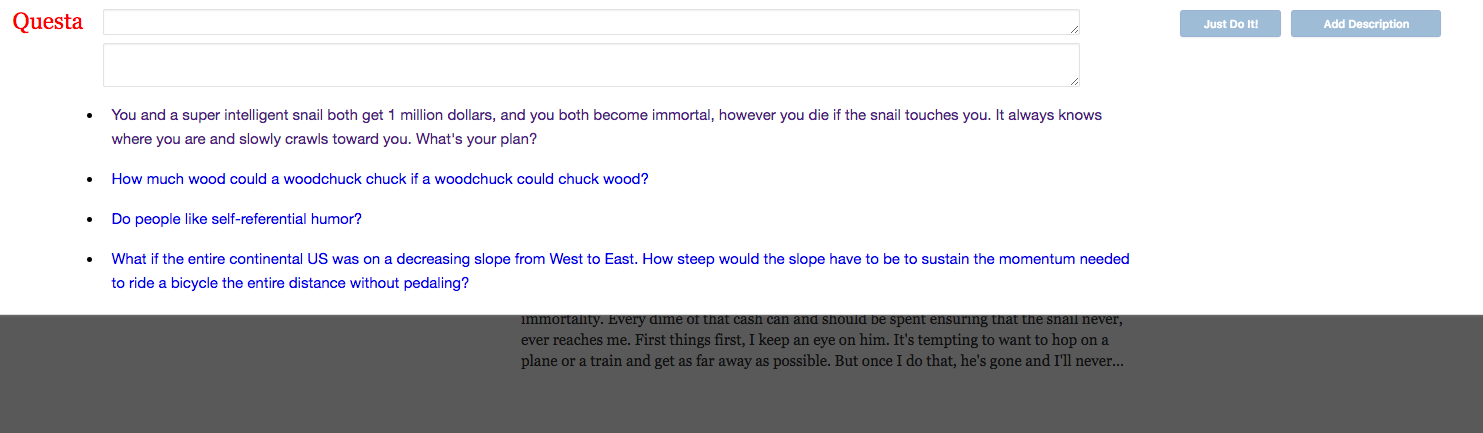 Questa
Just Do It!
Add Description
You and a super intelligent snail both get 1 million dollars, and you both become immortal, however you die if the snail touches you. It always knows
where you are and slowly crawls toward you. What's your plan?
How much wood could a woodchuck chuck if a woodchuck could chuck wood?
Do people like self-referential humor?
What if the entire continental US was on a decreasing slope from West to East. How steep would the slope have to be to sustain the momentum needed
to ride a bicycle the entire distance without pedaling?
immortality. Every dime of that cash can and should be spent ensuring that the snail never,
ever reaches me. First things first, I keep an eye on him. It's tempting to want to hop on a
plane or a train and get as far away as possible. But once I do that, he's gone and I'll never...